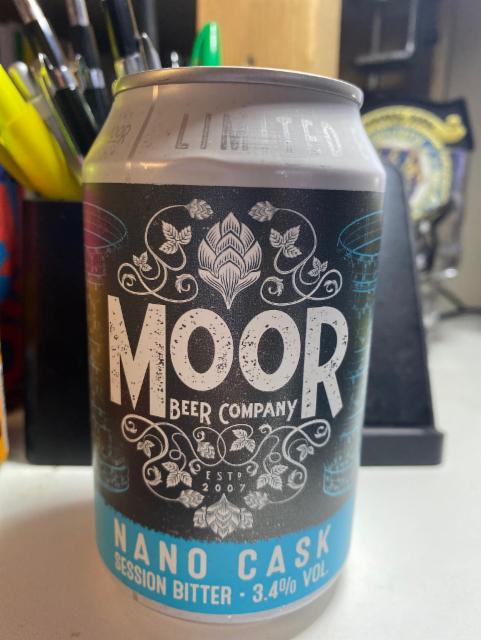 LIMITED
MOOR
BEER COMPANY
ESTD
2007
NANO CASK
SESSION BITTER · 3.4% VOL